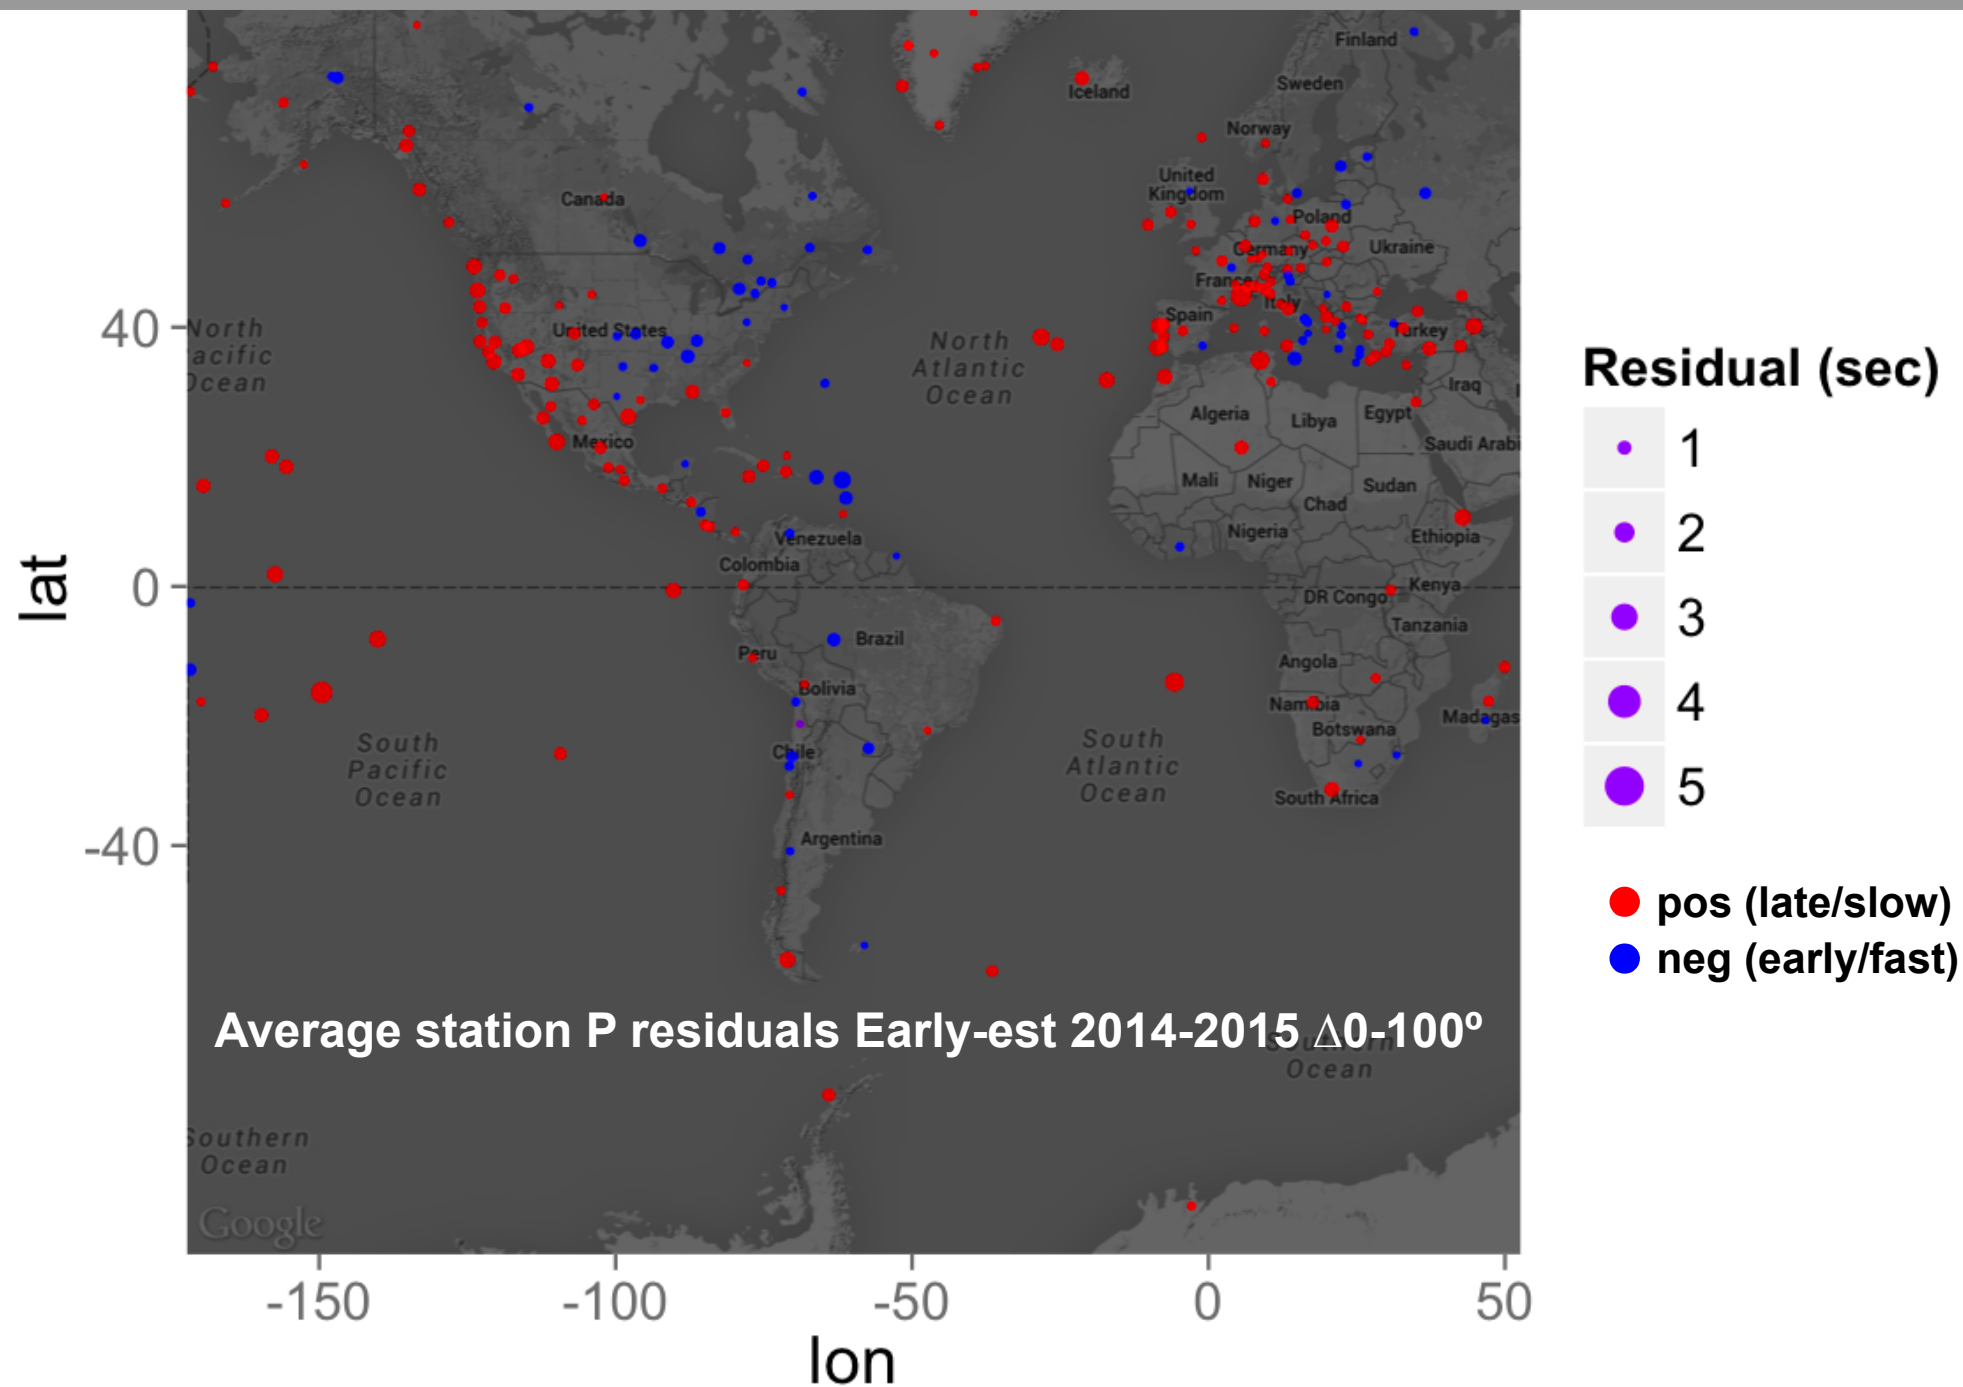 Finland
Sweden
Iceland
Norway
United
Kingdom
Canada
Poland
Germany
Ukraine
France
Italy
Spain
Turkey
United States
North
acific
Ocean
North
Atlantic
Ocean
Iraq
Algeria
Libya
Egypt
Saudi Arabi
Mexico
Mali
Niger
Sudan
Chad
Nigeria
Ethiopia
Venezuela
Colombia
Kenya
DR Congo
Tanzania
Brazil
Peru
Angola
Bolivia
Namibia
Madagas
Botswana
Chile
South
Pacific
Ocean
South
Atlantic
Ocean
South Africa
Argentina
Average station P residuals Early-est 2014-2015 Δ0-100º
Southern
Ocean
Southern
Ocean
Google
lat
40
0
-40
-150
-100
-50
0
50
lon
Residual (sec)
1
2
3
4
5
pos (late/slow)
neg (early/fast)